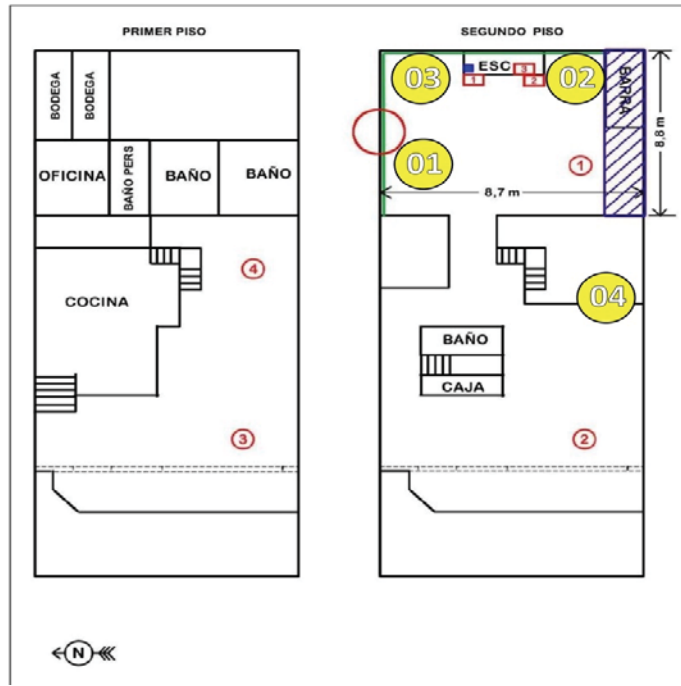 PRIMER PISO
BODEGA
BODEGA
OFICINA
BAÑO PERS
BAÑO
BAÑO
COCINA
4
3
SEGUNDO PISO
ESC
1
2
3
03
02
01
BARRA
1
8,7 m
8,8 m
04
BAÑO
CAJA
2
N